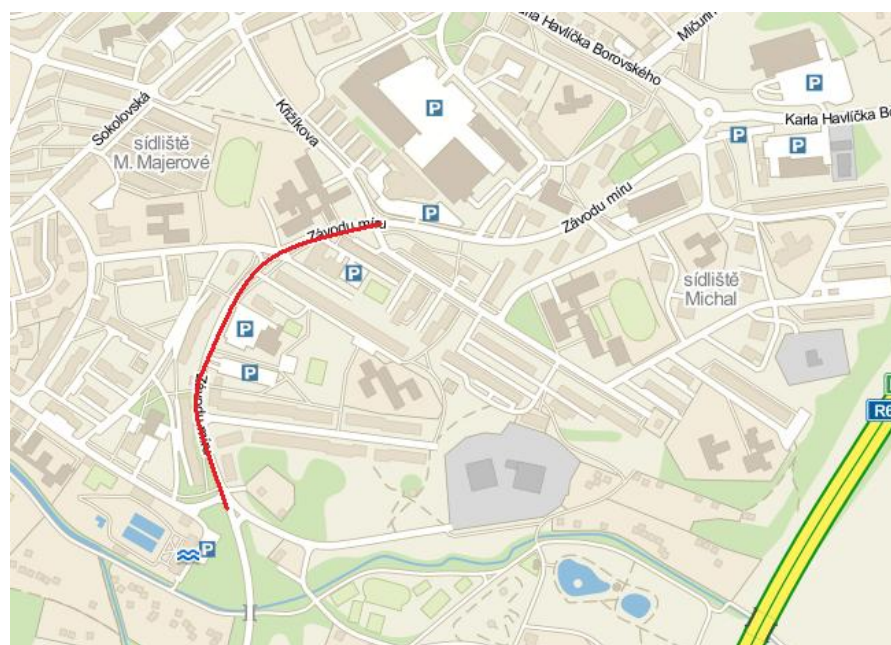 Karla Havlíčka Borovského
Mičurin
Sokolovská
Křižíkova
P
P
sídliště
M. Majerové
P
Karla Havlíčka Bo
P
P
Závodu míru
Závodu míru
P
sídliště
Michal
P
P
Závodu míru
R6
P